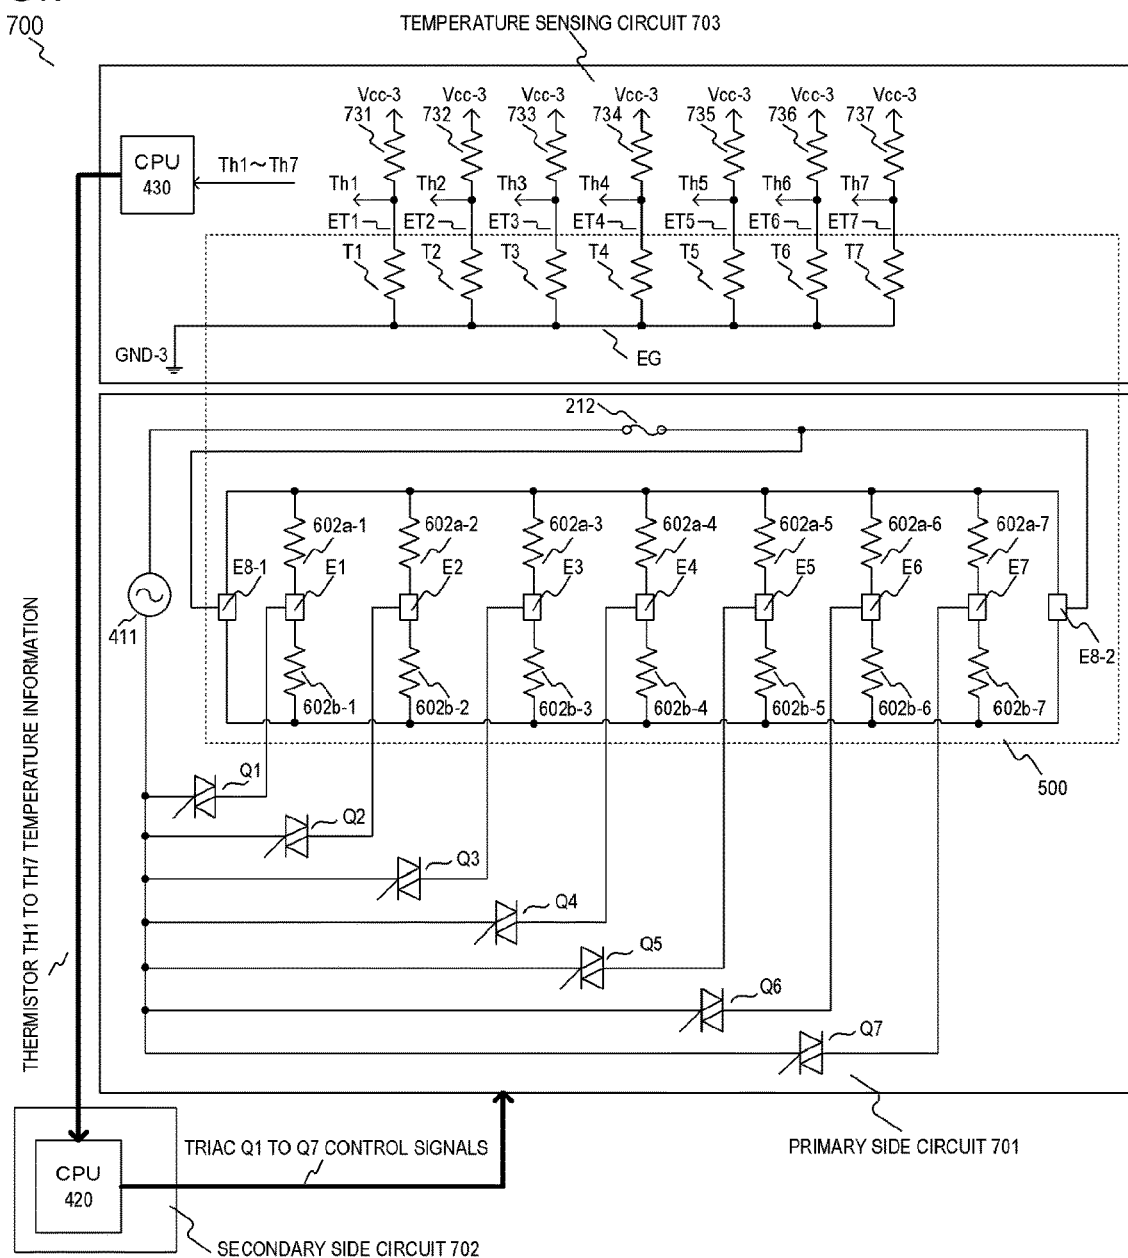 700
TEMPERATURE SENSING CIRCUIT 703
Vcc-3 Vcc-3 Vcc-3 Vcc-3 Vcc-3 Vcc-3 Vcc-3
731 732 733 734 735 736 737
CPU
430
Th1~Th7
Th1 Th2 Th3 Th4 Th5 Th6 Th7
ET1 ET2 ET3 ET4 ET5 ET6 ET7
T1 T2 T3 T4 T5 T6 T7
GND-3
EG
212
602a-1 602a-2 602a-3 602a-4 602a-5 602a-6 602a-7
E8-1 E1 E2 E3 E4 E5 E6 E7
411
E8-2
602b-1 602b-2 602b-3 602b-4 602b-5 602b-6 602b-7
500
Q1
Q2
Q3
Q4
Q5
Q6
Q7
THERMISTOR TH1 TO TH7 TEMPERATURE INFORMATION
TRIAC Q1 TO Q7 CONTROL SIGNALS
PRIMARY SIDE CIRCUIT 701
CPU
420
SECONDARY SIDE CIRCUIT 702